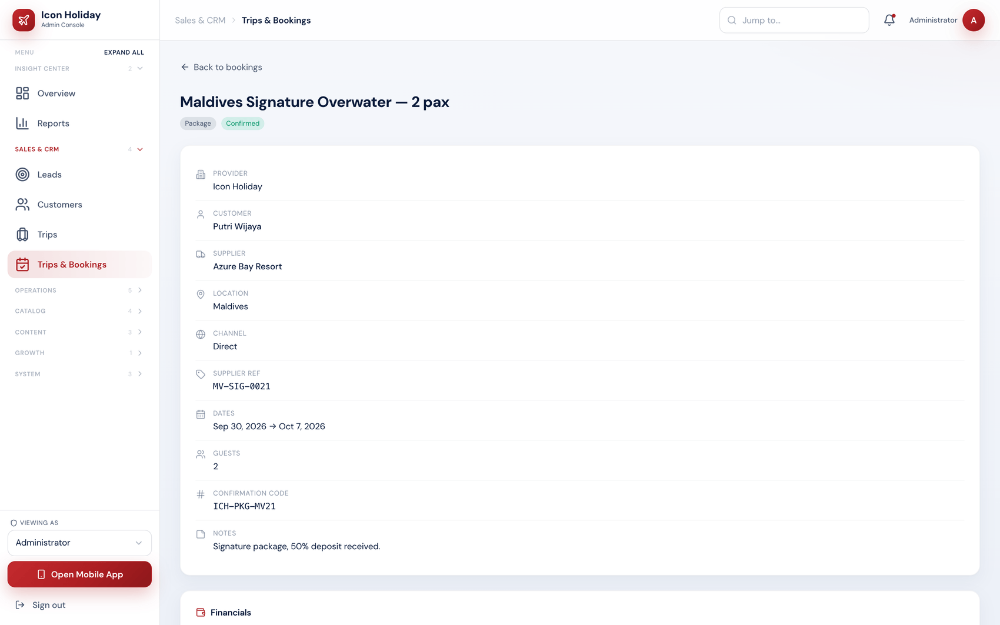 Icon Holiday
Admin Console
MENU
EXPAND ALL
INSIGHT CENTER 2
Overview
Reports
SALES & CRM 4
Leads
Customers
Trips
Trips & Bookings
OPERATIONS 5
CATALOG 4
CONTENT 3
GROWTH 1
SYSTEM 3
VIEWING AS
Administrator
Open Mobile App
Sign out
Sales & CRM > Trips & Bookings
Jump to...
Administrator
A
Back to bookings
Maldives Signature Overwater — 2 pax
Package
Confirmed
PROVIDER
Icon Holiday
CUSTOMER
Putri Wijaya
SUPPLIER
Azure Bay Resort
LOCATION
Maldives
CHANNEL
Direct
SUPPLIER REF
MV-SIG-0021
DATES
Sep 30, 2026 → Oct 7, 2026
GUESTS
2
CONFIRMATION CODE
ICH-PKG-MV21
NOTES
Signature package, 50% deposit received.
Financials